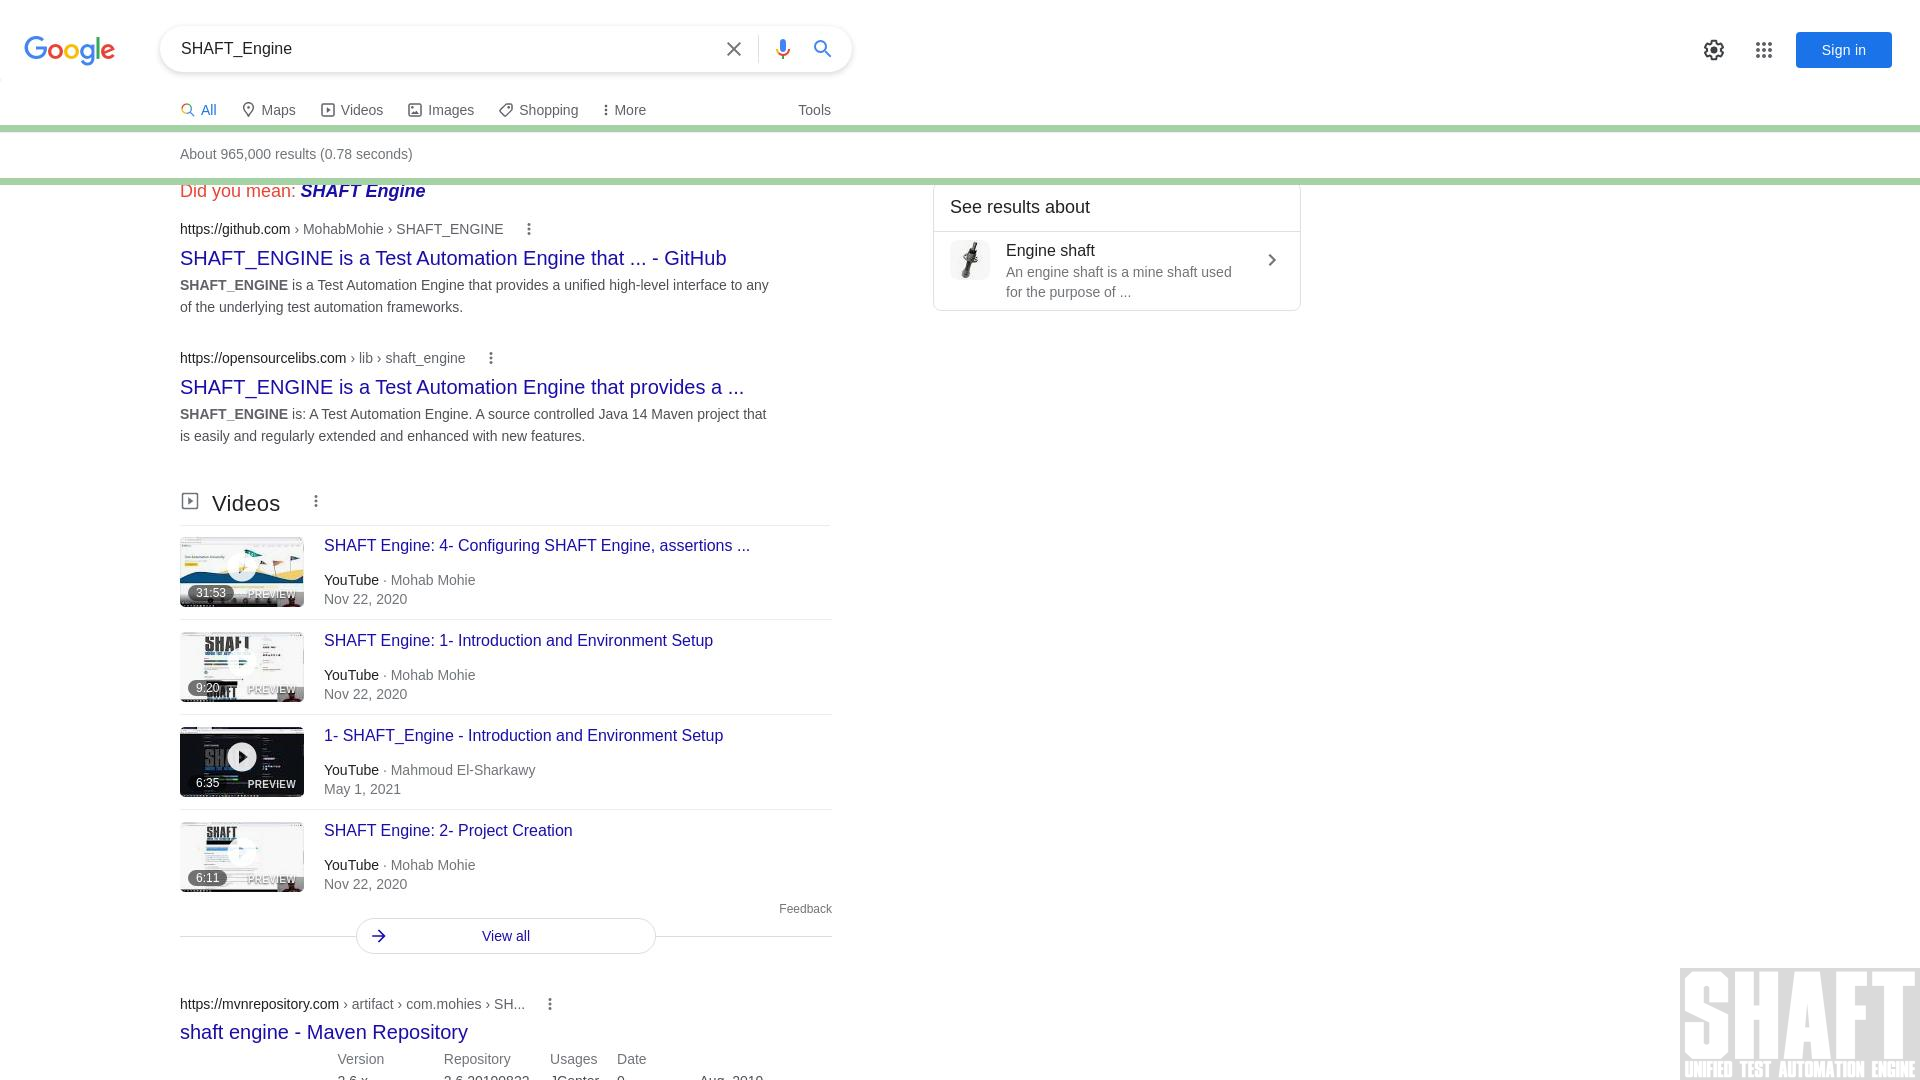 Google
SHAFT_Engine
Sign in
All
Maps
Videos
Images
Shopping
More
Tools
About 965,000 results (0.78 seconds)
Did you mean: SHAFT Engine
https://github.com › MohabMohie › SHAFT_ENGINE
SHAFT_ENGINE is a Test Automation Engine that ... - GitHub
SHAFT_ENGINE is a Test Automation Engine that provides a unified high-level interface to any
of the underlying test automation frameworks.
https://opensourcelibs.com › lib › shaft_engine
SHAFT_ENGINE is a Test Automation Engine that provides a ...
SHAFT_ENGINE is: A Test Automation Engine. A source controlled Java 14 Maven project that
is easily and regularly extended and enhanced with new features.
See results about
Engine shaft
An engine shaft is a mine shaft used
for the purpose of ...
Videos
31:53 PREVIEW
SHAFT Engine: 4- Configuring SHAFT Engine, assertions ...
YouTube · Mohab Mohie
Nov 22, 2020
SHAFT
9:20 PREVIEW
SHAFT Engine: 1- Introduction and Environment Setup
YouTube · Mohab Mohie
Nov 22, 2020
6:35 PREVIEW
1- SHAFT_Engine - Introduction and Environment Setup
YouTube · Mahmoud El-Sharkawy
May 1, 2021
SHAFT
6:11 PREVIEW
SHAFT Engine: 2- Project Creation
YouTube · Mohab Mohie
Nov 22, 2020
Feedback
View all
https://mvnrepository.com › artifact › com.mohies › SH...
shaft engine - Maven Repository
Version Repository Usages Date
SHAFT
UNIFIED TEST AUTOMATION ENGINE